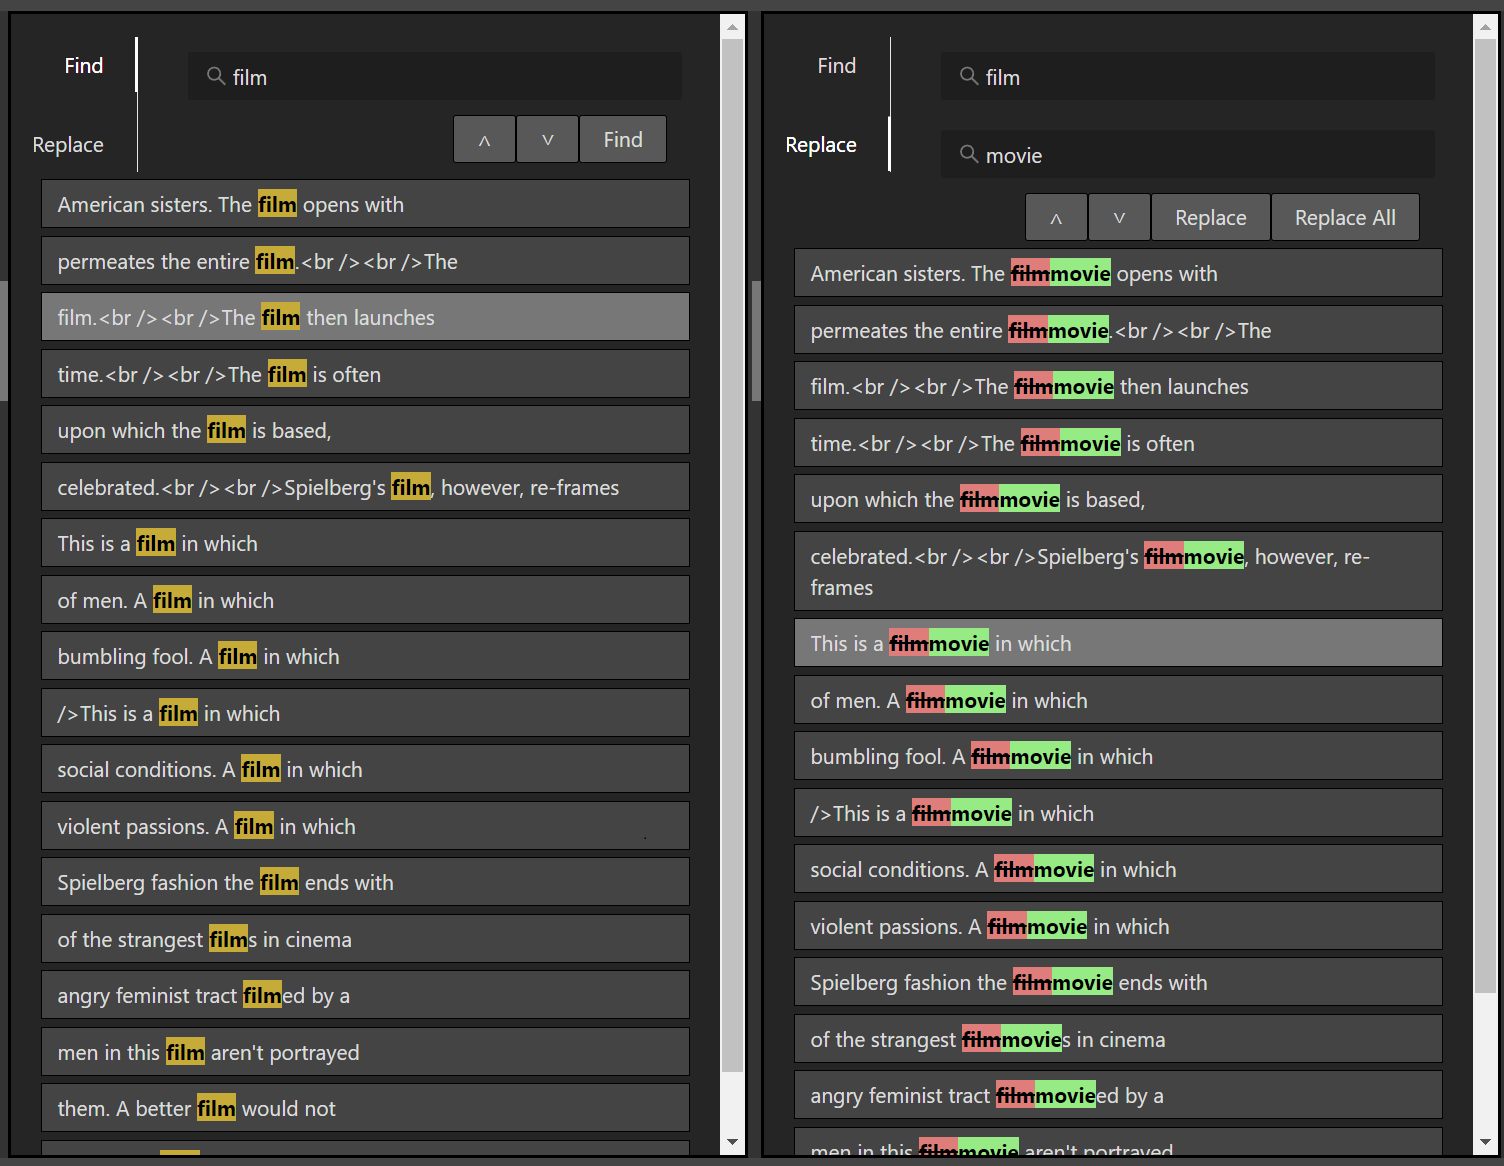 Find
film
Replace
˄ ˅ Find
American sisters. The film opens with
permeates the entire film.<br /><br />The
film.<br /><br />The film then launches
time.<br /><br />The film is often
upon which the film is based,
celebrated.<br /><br />Spielberg's film, however, re-frames
This is a film in which
of men. A film in which
bumbling fool. A film in which
/>This is a film in which
social conditions. A film in which
violent passions. A film in which
Spielberg fashion the film ends with
of the strangest films in cinema
angry feminist tract filmed by a
men in this film aren't portrayed
them. A better film would not
Find
film
Replace
movie
˄ ˅ Replace Replace All
American sisters. The filmmovie opens with
permeates the entire filmmovie.<br /><br />The
film.<br /><br />The filmmovie then launches
time.<br /><br />The filmmovie is often
upon which the filmmovie is based,
celebrated.<br /><br />Spielberg's filmmovie, however, re-
frames
This is a filmmovie in which
of men. A filmmovie in which
bumbling fool. A filmmovie in which
/>This is a filmmovie in which
social conditions. A filmmovie in which
violent passions. A filmmovie in which
Spielberg fashion the filmmovie ends with
of the strangest filmmovies in cinema
angry feminist tract filmmovieed by a
men in this filmmovie aren't portrayed